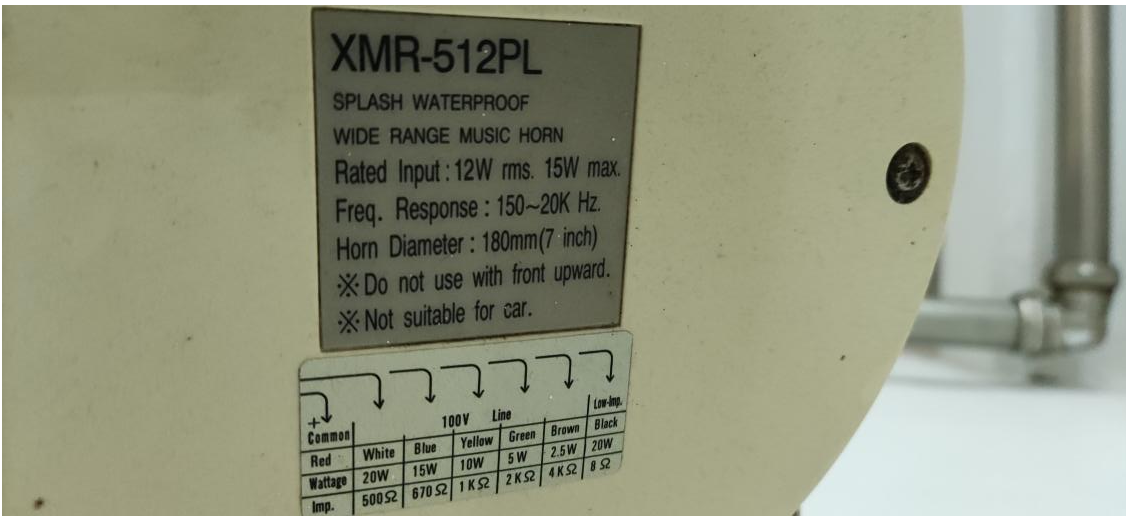 XMR-512PL
SPLASH WATERPROOF
WIDE RANGE MUSIC HORN
Rated Input : 12W rms. 15W max.
Freq. Response : 150~20K Hz.
Horn Diameter : 180mm(7 inch)
※Do not use with front upward.
※Not suitable for car.
+ 100V Line Low-Imp.
Common Red White Blue Yellow Green Brown Black
Wattage 20W 15W 10W 5W 2.5W 20W
Imp. 500Ω 670Ω 1KΩ 2KΩ 4KΩ 8Ω